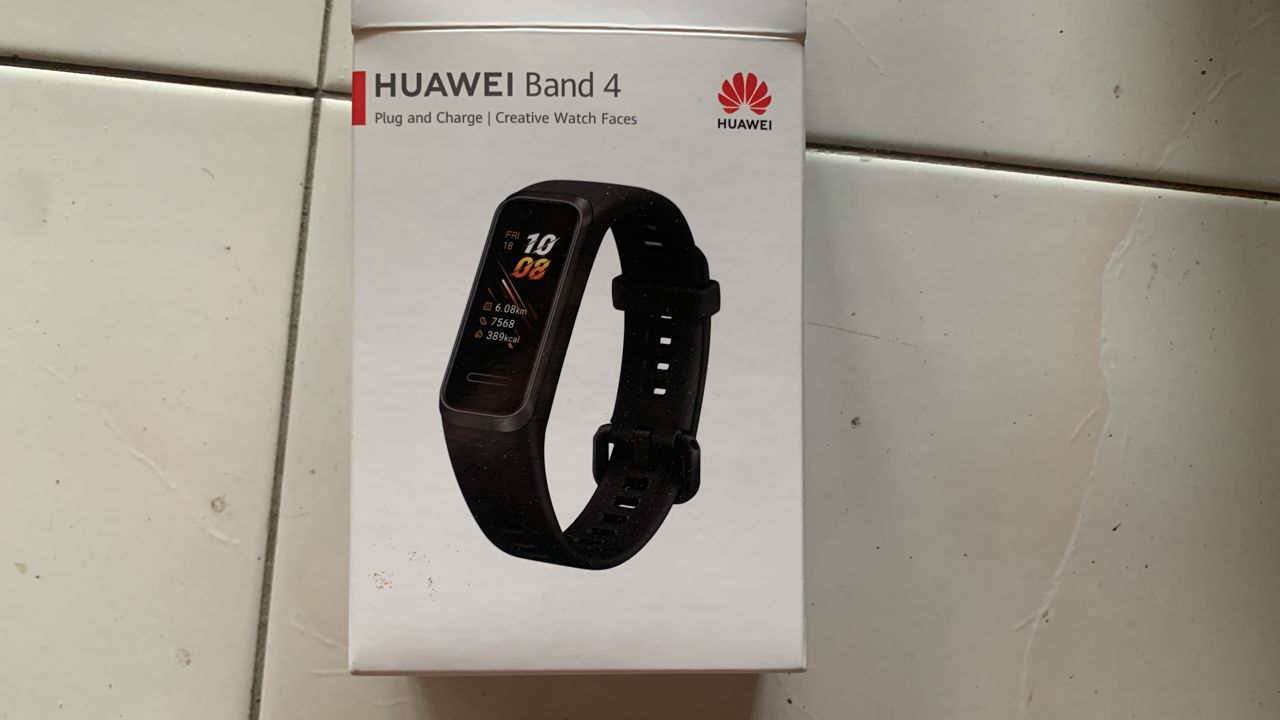 HUAWEI Band 4
Plug and Charge | Creative Watch Faces
HUAWEI
FRI
18
10
08
6.08km
7568
389kcal